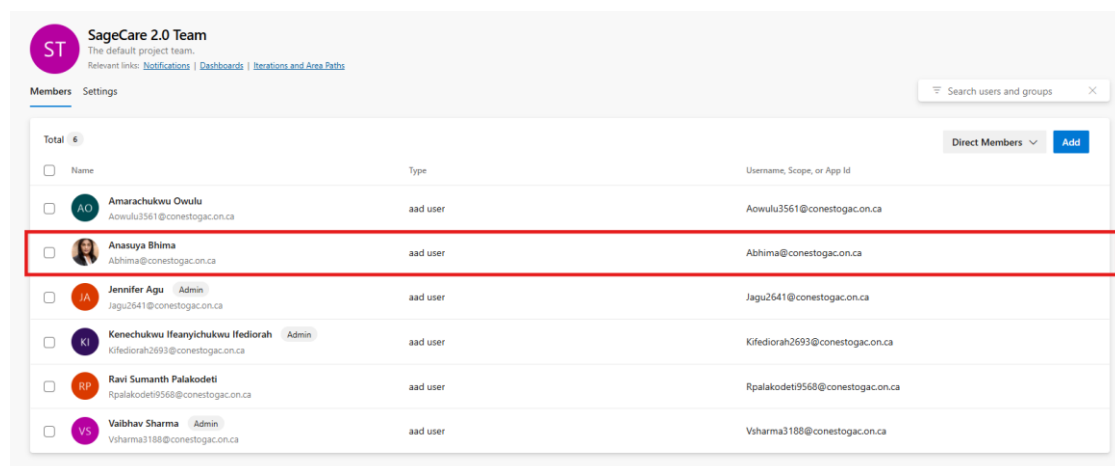 ST
SageCare 2.0 Team
The default project team.
Relevant links: Notifications | Dashboards | Iterations and Area Paths
Members Settings
Search users and groups
Total 6
Direct Members Add
Name Type Username, Scope, or App Id
AO Amarachukwu Owulu
Aowulu3561@conestogac.on.ca aad user Aowulu3561@conestogac.on.ca
Anasuya Bhima
Abhima@conestogac.on.ca aad user Abhima@conestogac.on.ca
JA Jennifer Agu Admin
Jagu2641@conestogac.on.ca aad user Jagu2641@conestogac.on.ca
KI Kenechukwu Ifeanyichukwu Ifediorah Admin
Kifediorah2693@conestogac.on.ca aad user Kifediorah2693@conestogac.on.ca
RP Ravi Sumanth Palakodeti
Rpalakodeti9568@conestogac.on.ca aad user Rpalakodeti9568@conestogac.on.ca
VS Vaibhav Sharma Admin
Vsharma3188@conestogac.on.ca aad user Vsharma3188@conestogac.on.ca